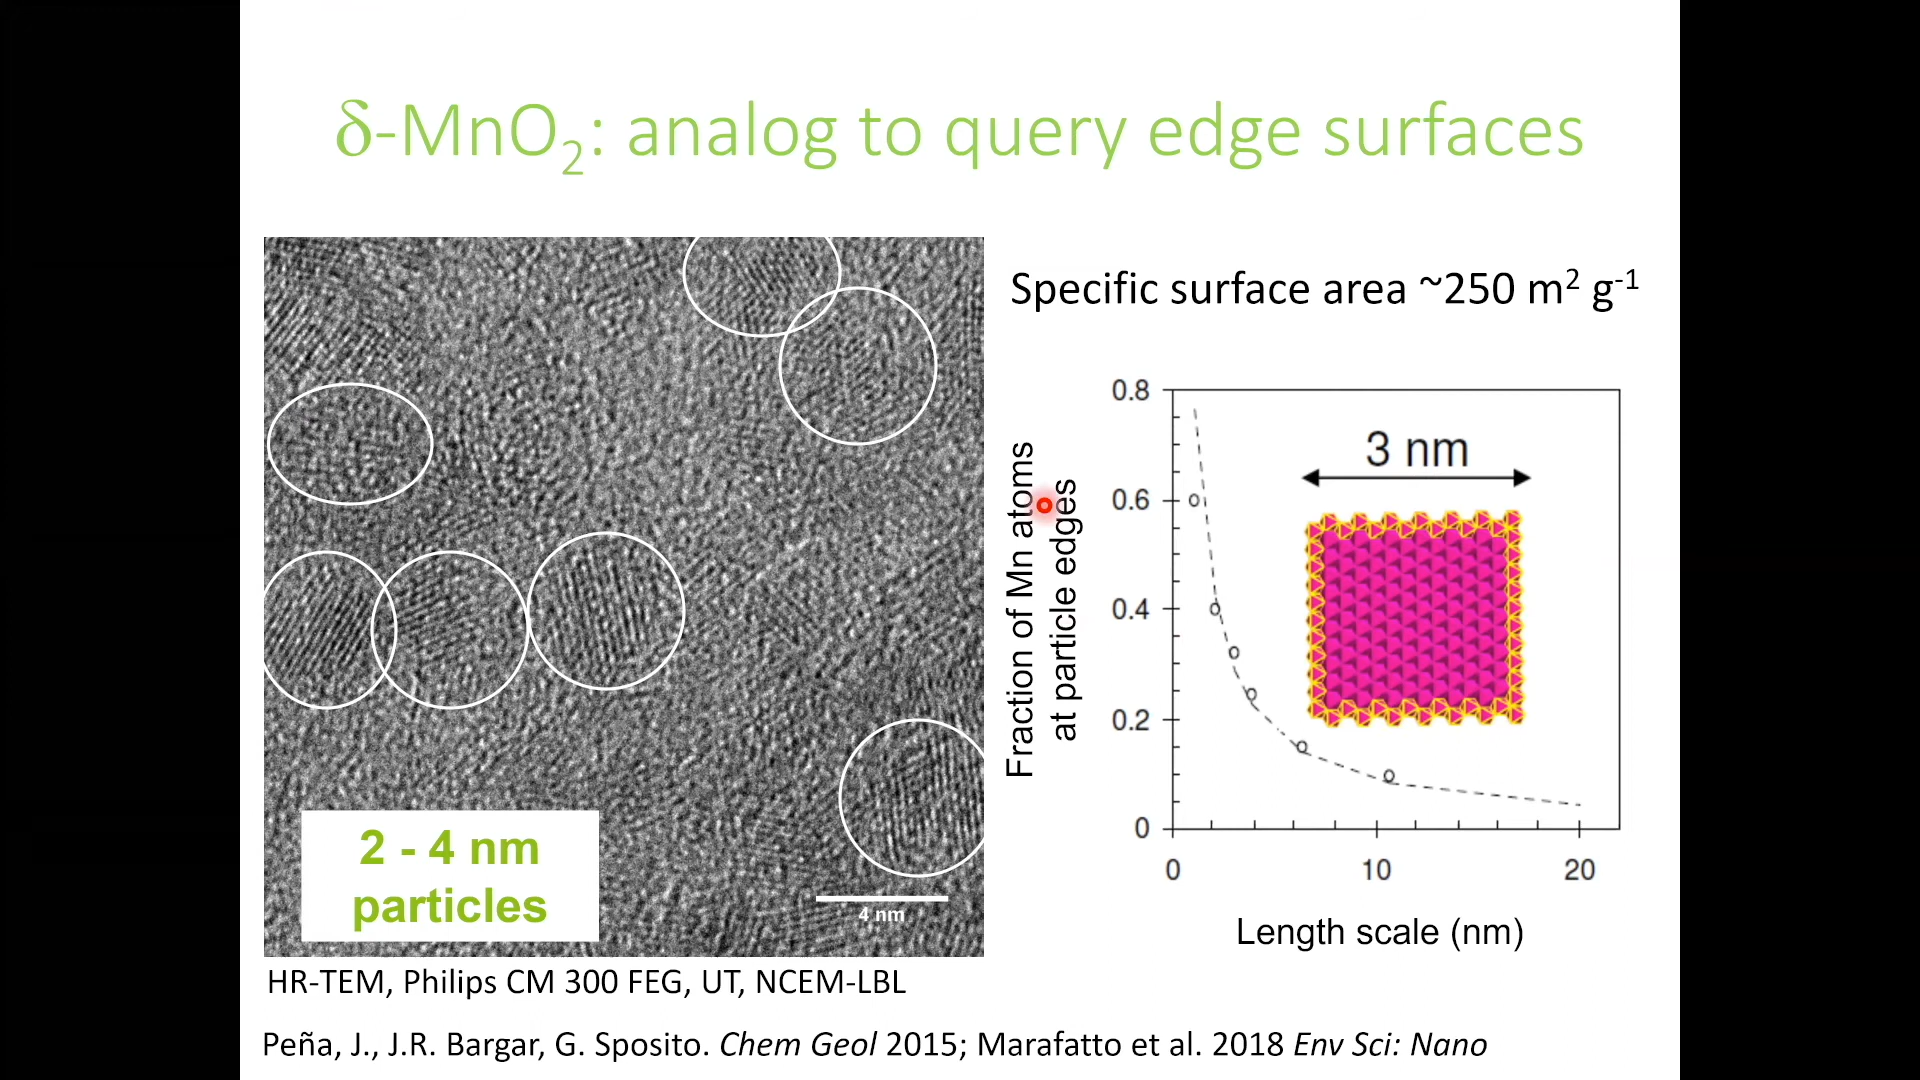 δ-MnO₂: analog to query edge surfaces
2 - 4 nm
particles
4 nm
HR-TEM, Philips CM 300 FEG, UT, NCEM-LBL
Specific surface area ~250 m² g⁻¹
Fraction of Mn atoms
at particle edges
0.8
0.6
0.4
0.2
0
3 nm
0 10 20
Length scale (nm)
Peña, J., J.R. Bargar, G. Sposito. Chem Geol 2015; Marafatto et al. 2018 Env Sci: Nano